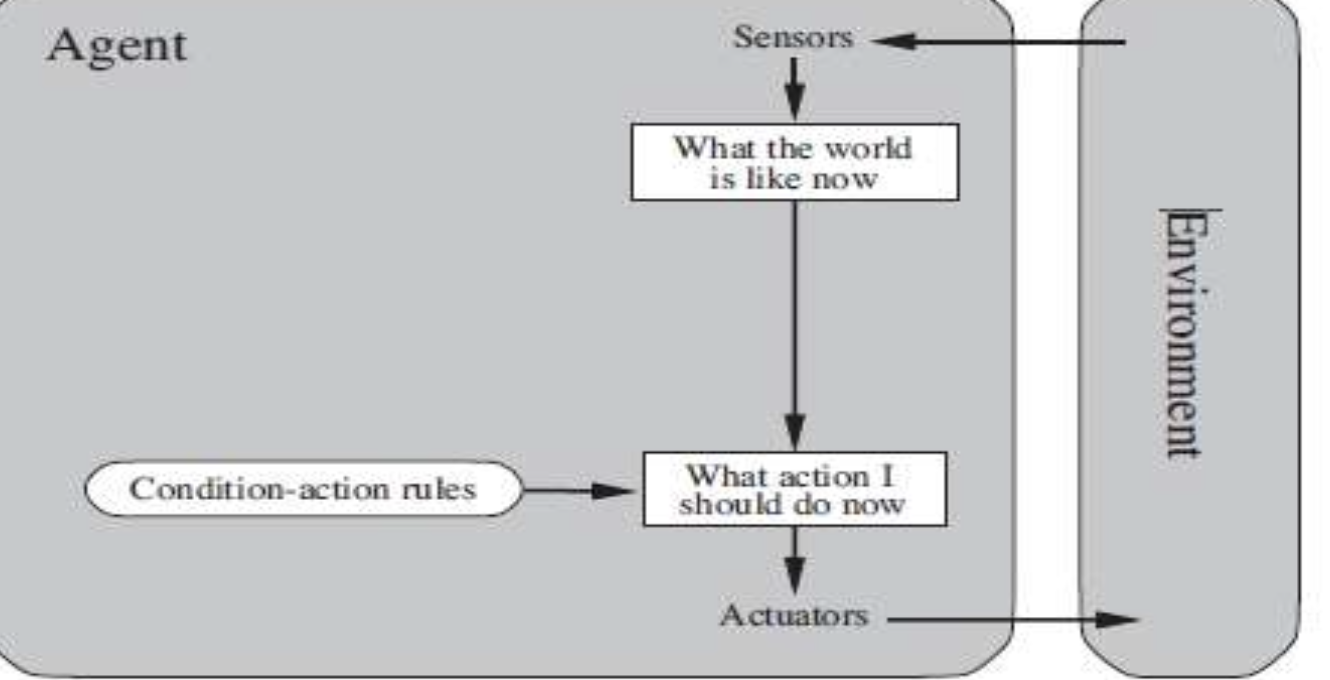 Agent
Sensors
What the world
is like now
Environment
Condition-action rules
What action I
should do now
Actuators